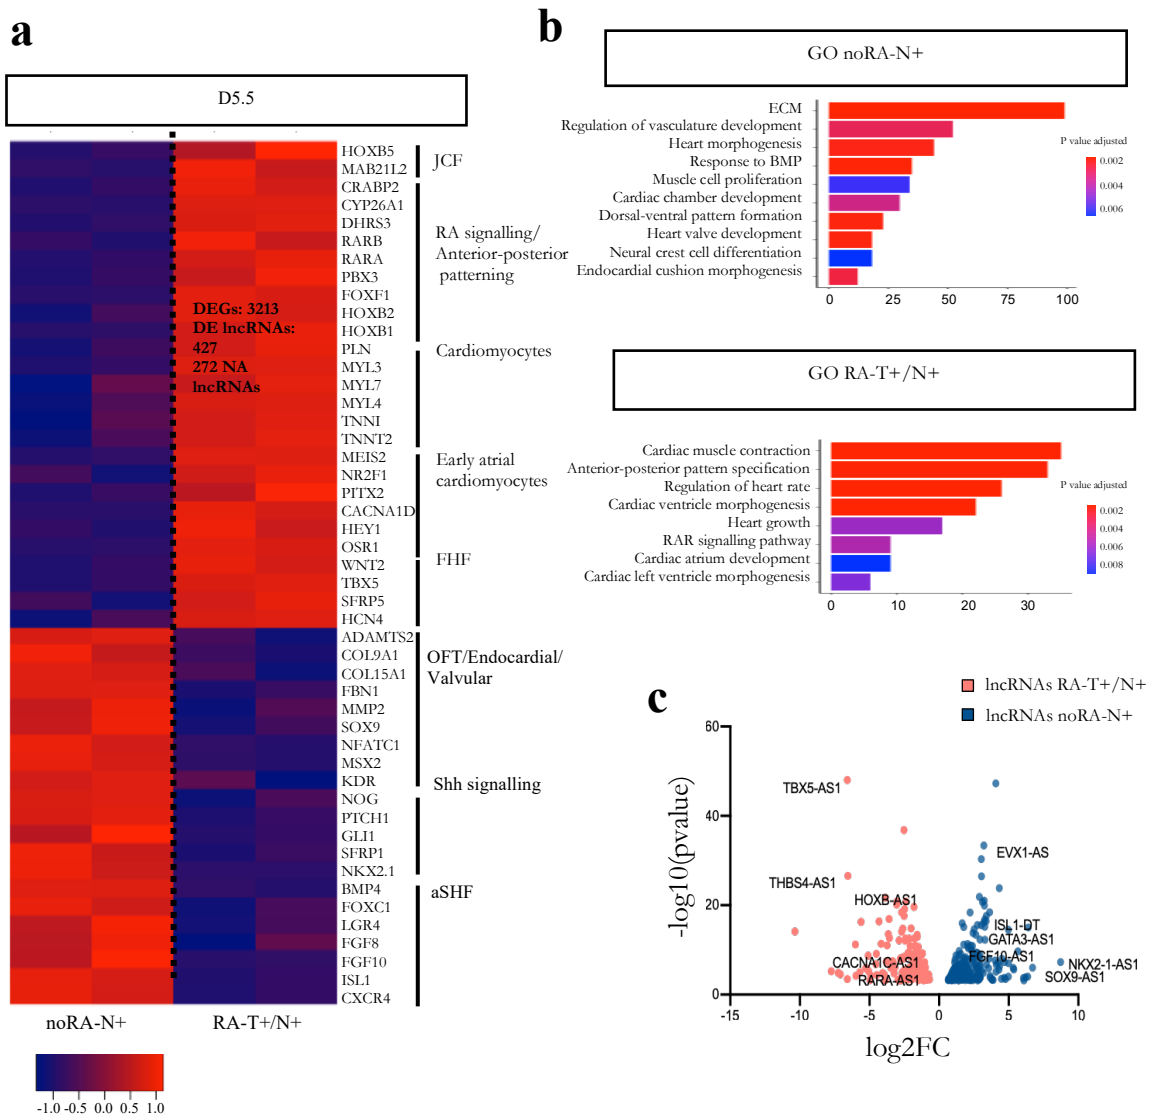 a
D5.5
HOXB5
MAB21L2
CRABP2
CYP26A1
DHRS3
RARB
RARA
PBX3
FOXF1
HOXB2
HOXB1
PLN
MYL3
MYL7
MYL4
TNNI
TNNT2
MEIS2
NR2F1
PITX2
CACNA1D
HEY1
OSR1
WNT2
TBX5
SFRP5
HCN4
ADAMTS2
COL9A1
COL15A1
FBN1
MMP2
SOX9
NFATC1
MSX2
KDR
NOG
PTCH1
GLI1
SFRP1
NKX2.1
BMP4
FOXC1
LGR4
FGF8
FGF10
ISL1
CXCR4
DEGs: 3213
DE lncRNAs:
427
272 NA
lncRNAs
JCF
RA signalling/
Anterior-posterior
patterning
Cardiomyocytes
Early atrial
cardiomyocytes
FHF
OFT/Endocardial/
Valvular
Shh signalling
aSHF
noRA-N+
RA-T+/N+
-1.0 -0.5 0.0 0.5 1.0
b
GO noRA-N+
ECM
Regulation of vasculature development
Heart morphogenesis
Response to BMP
Muscle cell proliferation
Cardiac chamber development
Dorsal-ventral pattern formation
Heart valve development
Neural crest cell differentiation
Endocardial cushion morphogenesis
0 25 50 75 100
P value adjusted
0.002
0.004
0.006
GO RA-T+/N+
Cardiac muscle contraction
Anterior-posterior pattern specification
Regulation of heart rate
Cardiac ventricle morphogenesis
Heart growth
RAR signalling pathway
Cardiac atrium development
Cardiac left ventricle morphogenesis
0 10 20 30
P value adjusted
0.002
0.004
0.006
0.008
c
lncRNAs RA-T+/N+
lncRNAs noRA-N+
60
40
20
0
-log10(pvalue)
TBX5-AS1
EVX1-AS
THBS4-AS1
HOXB-AS1
ISL1-DT
GATA3-AS1
FGF10-AS1
CACNA1C-AS1
NKX2-1-AS1
RARA-AS1
SOX9-AS1
-15 -10 -5 0 5 10
log2FC